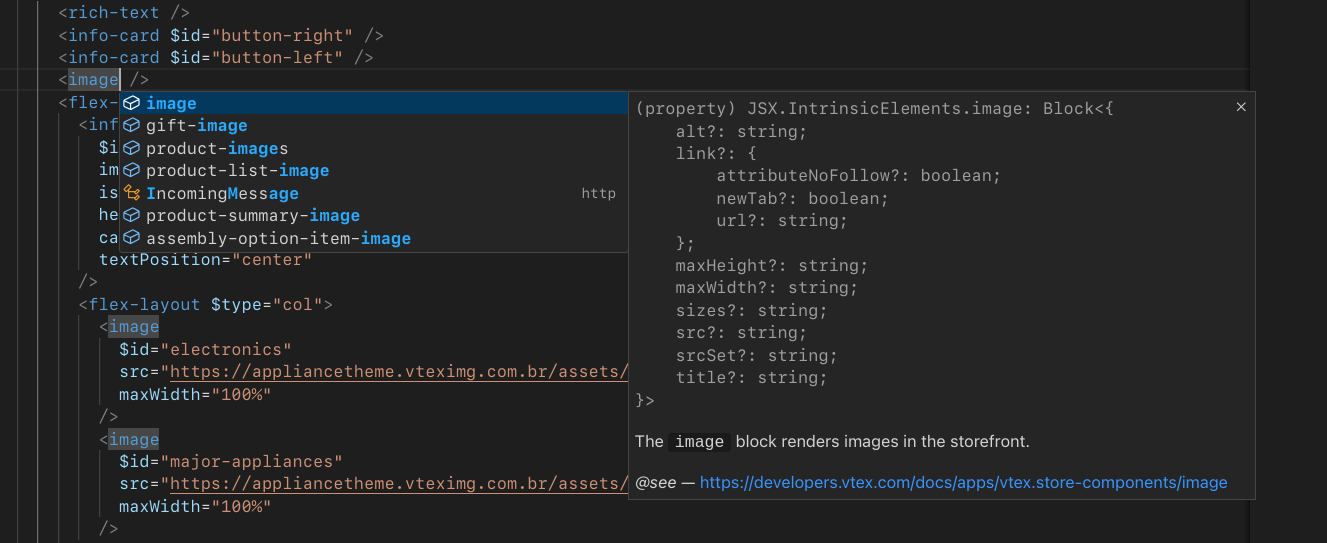 <rich-text />
<info-card $id="button-right" />
<info-card $id="button-left" />
<image />
<flex-
<inf
$i
im
is
he
ca
textPosition="center"
/>
<flex-layout $type="col">
<image
$id="electronics"
src="https://appliancetheme.vteximg.com.br/assets/
maxWidth="100%"
/>
<image
$id="major-appliances"
src="https://appliancetheme.vteximg.com.br/assets/
maxWidth="100%"
/>
image
gift-image
product-images
product-list-image
IncomingMessage http
product-summary-image
assembly-option-item-image
(property) JSX.IntrinsicElements.image: Block<{
alt?: string;
link?: {
attributeNoFollow?: boolean;
newTab?: boolean;
url?: string;
};
maxHeight?: string;
maxWidth?: string;
sizes?: string;
src?: string;
srcSet?: string;
title?: string;
}>
The image block renders images in the storefront.
@see — https://developers.vtex.com/docs/apps/vtex.store-components/image